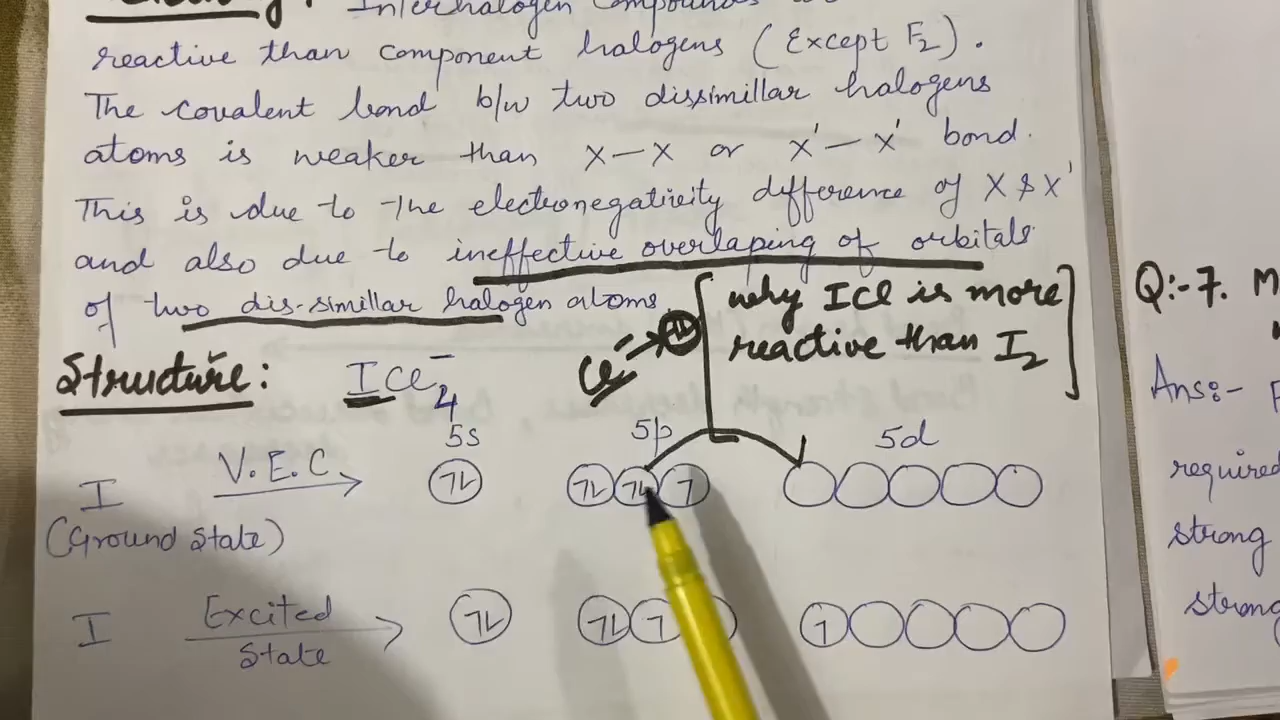 Interhalogen compounds
reactive than component halogens (Except F2).
The covalent bond b/w two dissimillar halogens
atoms is weaker than X-X or X'-X' bond.
This is due to the electronegativity difference of X & X'
and also due to ineffective overlaping of orbitals
of two dis-similar halogen atoms.
[why ICl is more
reactive than I2]
Structure: ICl4-
Cl
5s 5p 5d
I V.E.C.
(Ground State)
I Excited
State
Q:-7. M
Ans:-
required
strong
strong